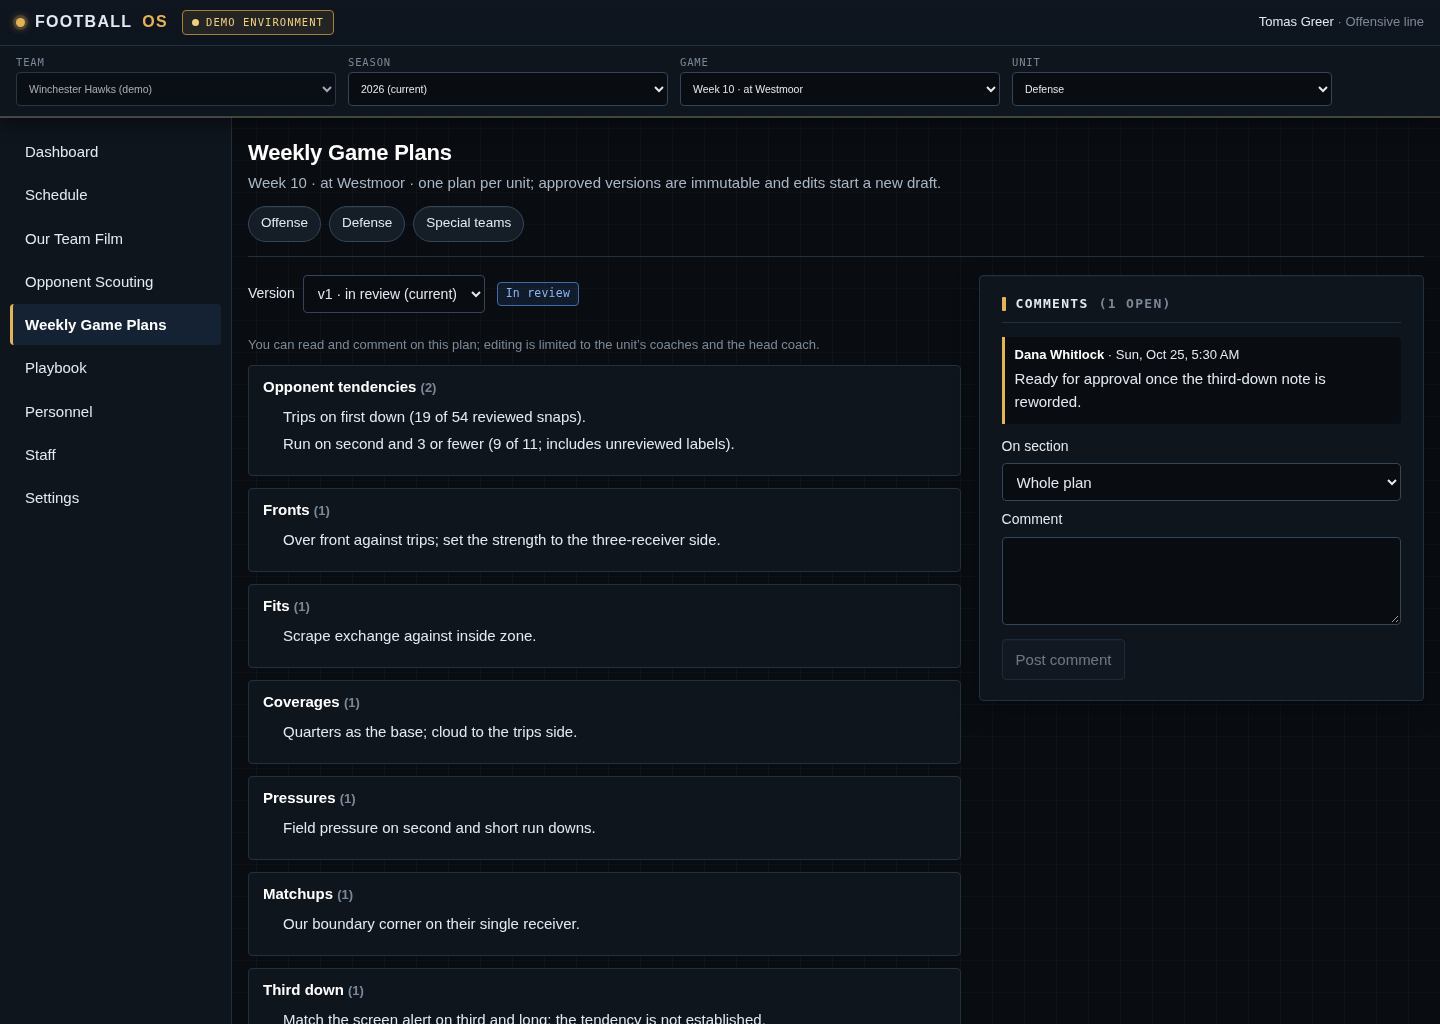 FOOTBALL OS
DEMO ENVIRONMENT
Tomas Greer · Offensive line
TEAM
Winchester Hawks (demo)
SEASON
2026 (current)
GAME
Week 10 · at Westmoor
UNIT
Defense
Dashboard
Schedule
Our Team Film
Opponent Scouting
Weekly Game Plans
Playbook
Personnel
Staff
Settings
Weekly Game Plans
Week 10 · at Westmoor · one plan per unit; approved versions are immutable and edits start a new draft.
Offense
Defense
Special teams
Version
v1 · in review (current)
In review
You can read and comment on this plan; editing is limited to the unit's coaches and the head coach.
Opponent tendencies (2)
Trips on first down (19 of 54 reviewed snaps).
Run on second and 3 or fewer (9 of 11; includes unreviewed labels).
Fronts (1)
Over front against trips; set the strength to the three-receiver side.
Fits (1)
Scrape exchange against inside zone.
Coverages (1)
Quarters as the base; cloud to the trips side.
Pressures (1)
Field pressure on second and short run downs.
Matchups (1)
Our boundary corner on their single receiver.
Third down (1)
Match the screen alert on third and long; the tendency is not established.
COMMENTS (1 OPEN)
Dana Whitlock · Sun, Oct 25, 5:30 AM
Ready for approval once the third-down note is
reworded.
On section
Whole plan
Comment
Post comment